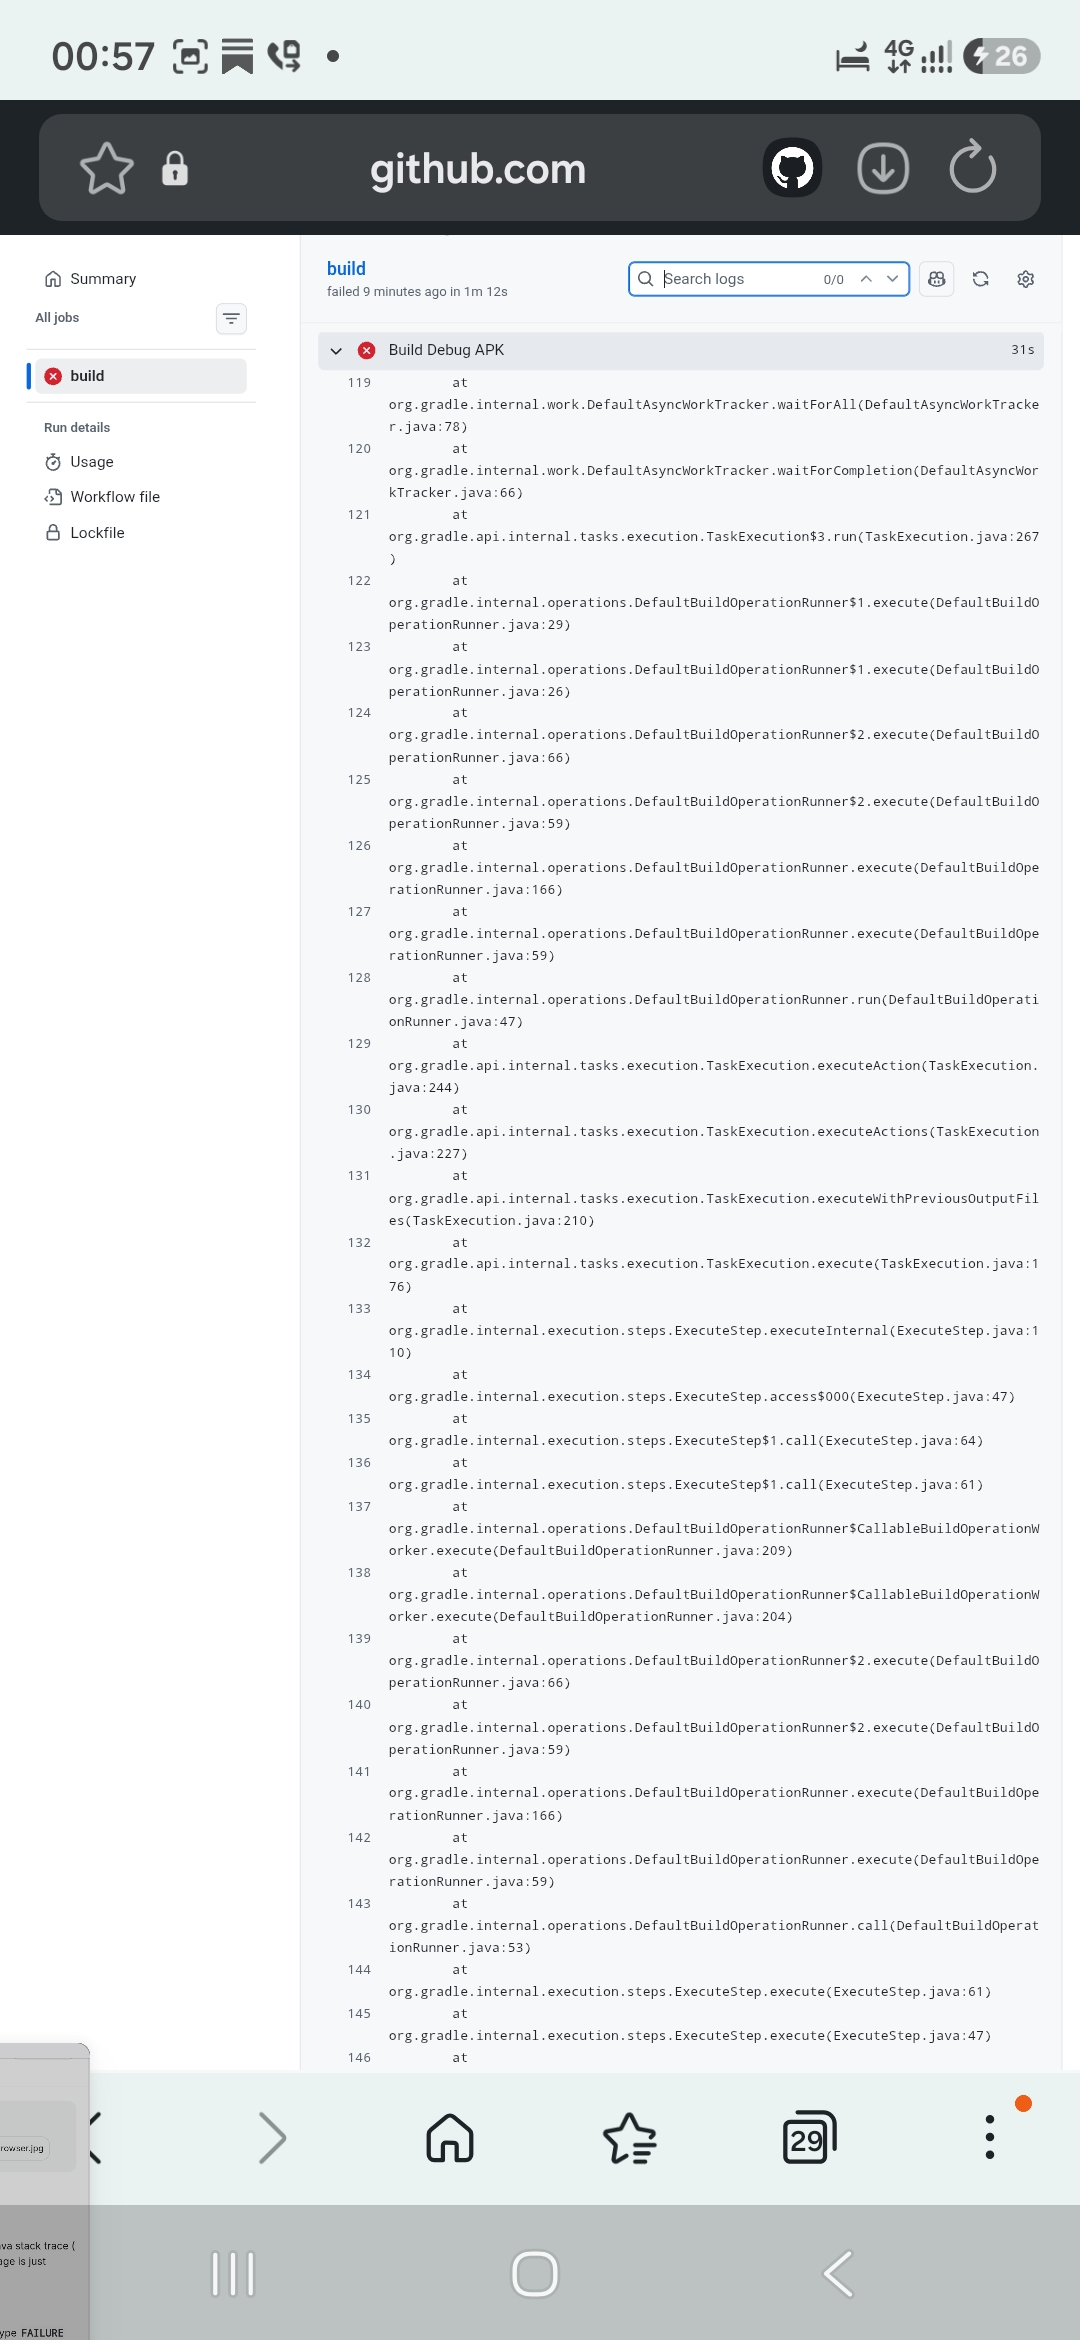 00:57
4G
26
github.com
Summary
All jobs
build
Run details
Usage
Workflow file
Lockfile
build
failed 9 minutes ago in 1m 12s
Search logs
0/0
Build Debug APK
31s
119 at
org.gradle.internal.work.DefaultAsyncWorkTracker.waitForAll(DefaultAsyncWorkTracke
r.java:78)
120 at
org.gradle.internal.work.DefaultAsyncWorkTracker.waitForCompletion(DefaultAsyncWor
kTracker.java:66)
121 at
org.gradle.api.internal.tasks.execution.TaskExecution$3.run(TaskExecution.java:267
)
122 at
org.gradle.internal.operations.DefaultBuildOperationRunner$1.execute(DefaultBuildO
perationRunner.java:29)
123 at
org.gradle.internal.operations.DefaultBuildOperationRunner$1.execute(DefaultBuildO
perationRunner.java:26)
124 at
org.gradle.internal.operations.DefaultBuildOperationRunner$2.execute(DefaultBuildO
perationRunner.java:66)
125 at
org.gradle.internal.operations.DefaultBuildOperationRunner$2.execute(DefaultBuildO
perationRunner.java:59)
126 at
org.gradle.internal.operations.DefaultBuildOperationRunner.execute(DefaultBuildOpe
rationRunner.java:166)
127 at
org.gradle.internal.operations.DefaultBuildOperationRunner.execute(DefaultBuildOpe
rationRunner.java:59)
128 at
org.gradle.internal.operations.DefaultBuildOperationRunner.run(DefaultBuildOperati
onRunner.java:47)
129 at
org.gradle.api.internal.tasks.execution.TaskExecution.executeAction(TaskExecution.
java:244)
130 at
org.gradle.api.internal.tasks.execution.TaskExecution.executeActions(TaskExecution
.java:227)
131 at
org.gradle.api.internal.tasks.execution.TaskExecution.executeWithPreviousOutputFil
es(TaskExecution.java:210)
132 at
org.gradle.api.internal.tasks.execution.TaskExecution.execute(TaskExecution.java:1
76)
133 at
org.gradle.internal.execution.steps.ExecuteStep.executeInternal(ExecuteStep.java:1
10)
134 at
org.gradle.internal.execution.steps.ExecuteStep.access$000(ExecuteStep.java:47)
135 at
org.gradle.internal.execution.steps.ExecuteStep$1.call(ExecuteStep.java:64)
136 at
org.gradle.internal.execution.steps.ExecuteStep$1.call(ExecuteStep.java:61)
137 at
org.gradle.internal.operations.DefaultBuildOperationRunner$CallableBuildOperationW
orker.execute(DefaultBuildOperationRunner.java:209)
138 at
org.gradle.internal.operations.DefaultBuildOperationRunner$CallableBuildOperationW
orker.execute(DefaultBuildOperationRunner.java:204)
139 at
org.gradle.internal.operations.DefaultBuildOperationRunner$2.execute(DefaultBuildO
perationRunner.java:66)
140 at
org.gradle.internal.operations.DefaultBuildOperationRunner$2.execute(DefaultBuildO
perationRunner.java:59)
141 at
org.gradle.internal.operations.DefaultBuildOperationRunner.execute(DefaultBuildOpe
rationRunner.java:166)
142 at
org.gradle.internal.operations.DefaultBuildOperationRunner.execute(DefaultBuildOpe
rationRunner.java:59)
143 at
org.gradle.internal.operations.DefaultBuildOperationRunner.call(DefaultBuildOperat
ionRunner.java:53)
144 at
org.gradle.internal.execution.steps.ExecuteStep.execute(ExecuteStep.java:61)
145 at
org.gradle.internal.execution.steps.ExecuteStep.execute(ExecuteStep.java:47)
146 at
rowser.jpg
29
va stack trace (
ge is just
ype FAILURE